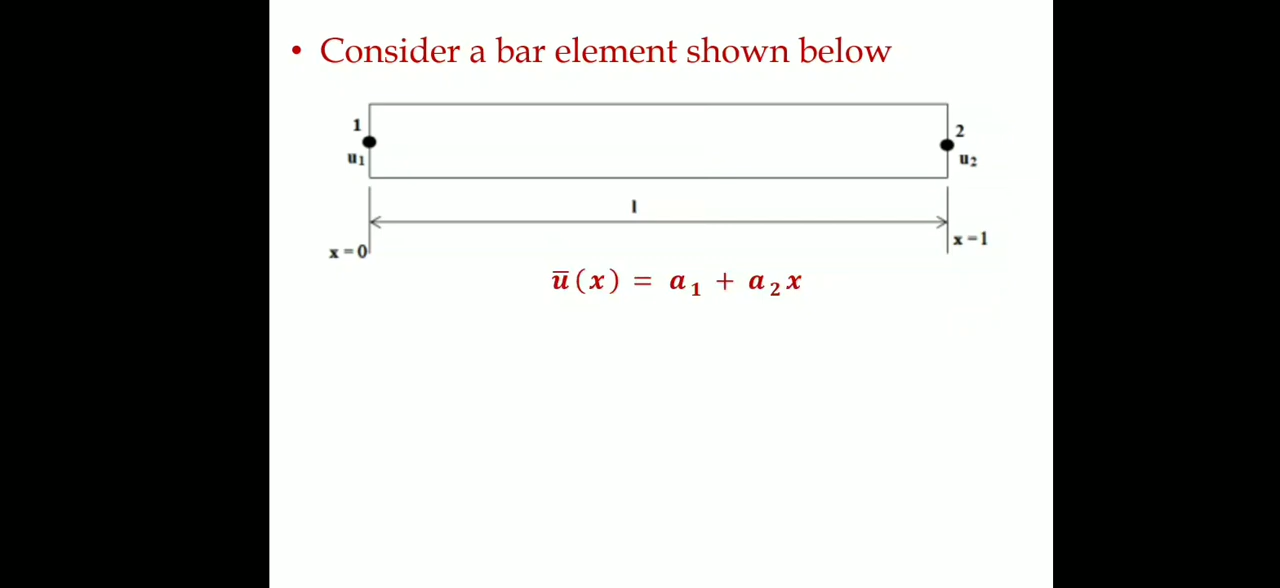 • Consider a bar element shown below
1
2
u₁
u₂
l
x = 0
x = l
u̅(x) = a₁ + a₂x